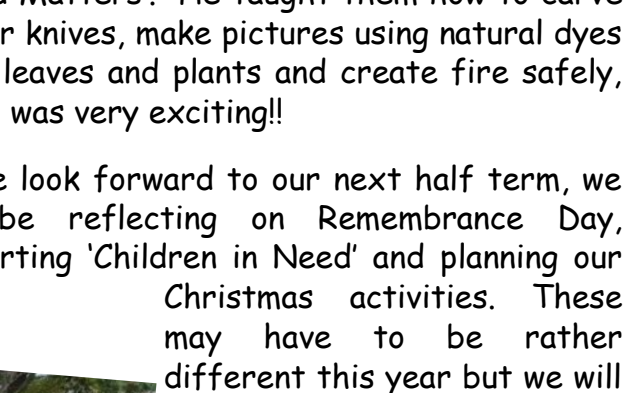 Matters'? He taught them how to carve
r knives, make pictures using natural dyes
leaves and plants and create fire safely,
was very exciting!!
e look forward to our next half term, we
be reflecting on Remembrance Day,
rting ‘Children in Need’ and planning our
Christmas activities. These
may have to be rather
different this year but we will